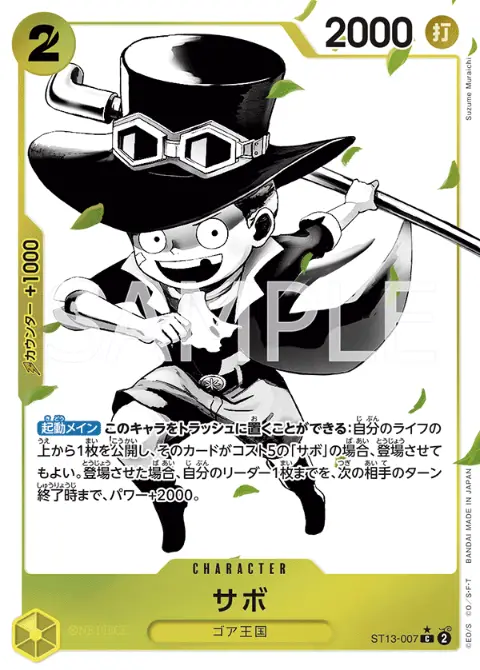 2
2000
打
Suzume Muraichi
カウンター +1000
SAMPLE
起動メイン このキャラをトラッシュに置くことができる：自分のライフの
上から1枚を公開し、そのカードがコスト5の「サボ」の場合、登場させて
もよい。登場させた場合、自分のリーダー1枚までを、次の相手のターン
終了時まで、パワー+2000。
CHARACTER
サボ
ゴア王国
ST13-007 C 2
©E.O/S ©O/S-F-T BANDAI MADE IN JAPAN